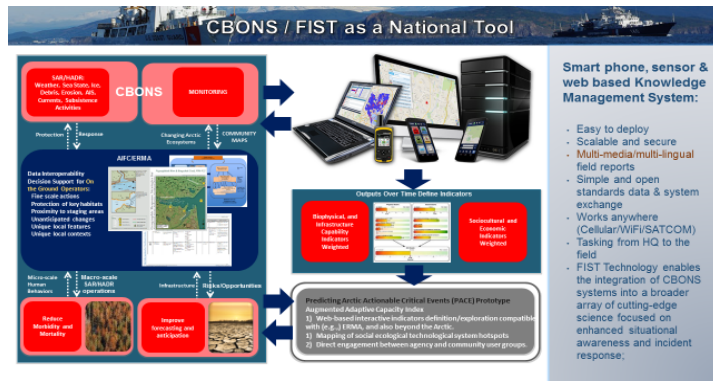 CBONS / FIST as a National Tool
SAR/HADR:
Weather, Sea State, Ice,
Debris, Erosion, AIS,
Currents, Subsistence
Activities
CBONS
MONITORING
Protection
Response
Changing Arctic
Ecosystems
COMMUNITY
MAPS
AIFC/ERMA
Data Interoperability
Decision Support for On
the Ground Operators:
Fine scale actions
Protection of key habitats
Proximity to staging areas
Unanticipated changes
Unique local features
Unique local contexts
Micro-scale
Human
Behaviors
Macro-scale
SAR/HADR
operations
Infrastructure
Risks/Opportunities
Reduce
Morbidity and
Mortality
Improve
forecasting and
anticipation
Outputs Over Time Define Indicators
Biophysical, and
Infrastructure
Capability
Indicators
Weighted
Sociocultural and
Economic
Indicators
Weighted
Predicting Arctic Actionable Critical Events (PACE) Prototype
Augmented Adaptive Capacity Index
1) Web-based interactive indicators definition/exploration compatible
with (e.g.,) ERMA, and also beyond the Arctic.
1) Mapping of social ecological technological system hotspots
2) Direct engagement between agency and community user groups.
Smart phone, sensor &
web based Knowledge
Management System:
- Easy to deploy
- Scalable and secure
- Multi-media/multi-lingual
field reports
- Simple and open
standards data & system
exchange
- Works anywhere
(Cellular/WiFi/SATCOM)
- Tasking from HQ to the
field
- FIST Technology enables
the integration of CBONS
systems into a broader
array of cutting-edge
science focused on
enhanced situational
awareness and incident
response;